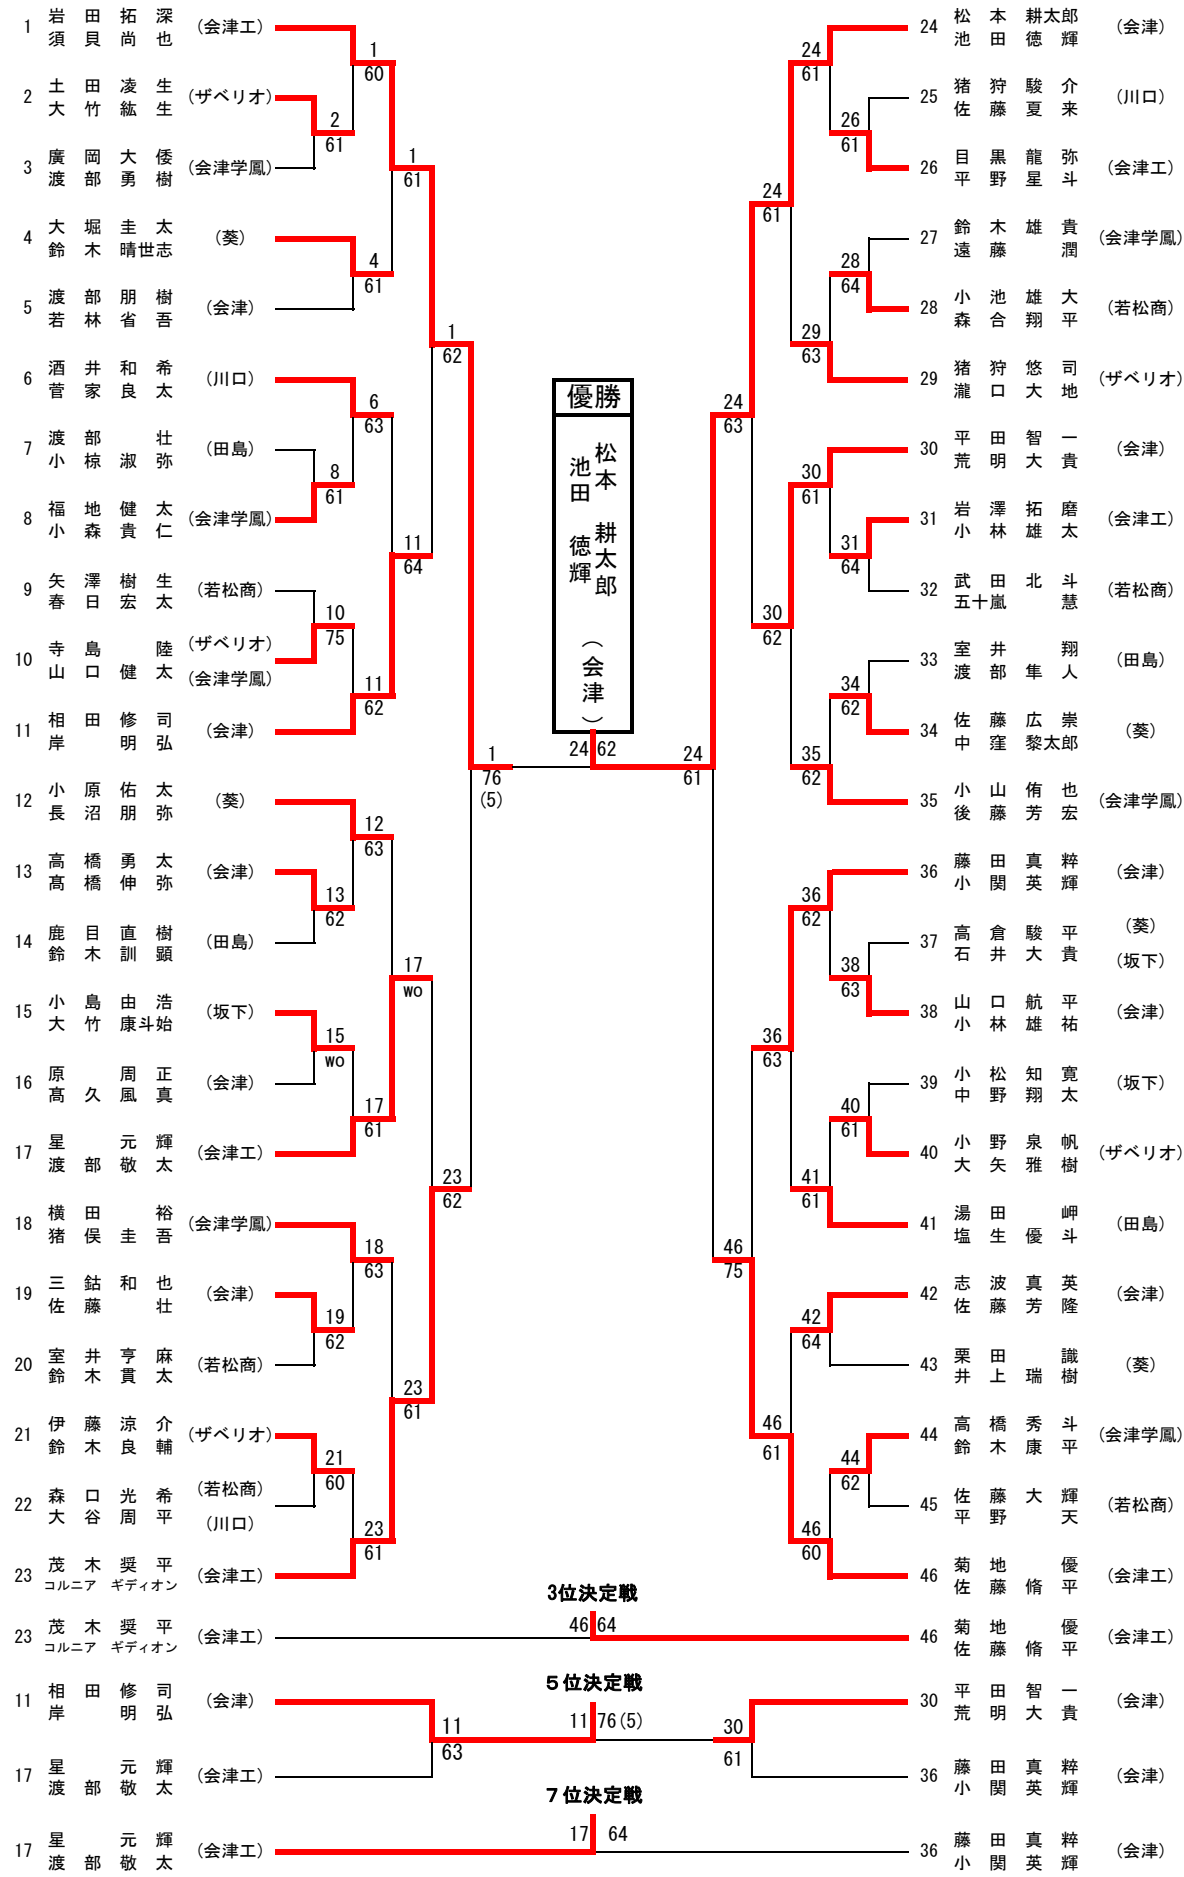 1 岩田拓深 (会津工)
須貝尚也
2 土田凌生 (ザベリオ)
大竹紘生
3 廣岡大倭 (会津学鳳)
渡部勇樹
4 大堀圭太 (葵)
鈴木晴世志
5 渡部朋樹 (会津)
若林省吾
6 酒井和希 (川口)
菅家良太
7 渡部壮 (田島)
小椋淑弥
8 福地健太 (会津学鳳)
小森貴仁
9 矢澤樹生 (若松商)
春日宏太
10 寺島陸 (ザベリオ)
山口健太 (会津学鳳)
11 相田修司 (会津)
岸明弘
12 小原佑太 (葵)
長沼朋弥
13 高橋勇太 (会津)
髙橋伸弥
14 鹿目直樹 (田島)
鈴木訓顕
15 小島由浩 (坂下)
大竹康斗始
16 原周正 (会津)
髙久風真
17 星元輝 (会津工)
渡部敬太
18 横田裕 (会津学鳳)
猪俣圭吾
19 三鈷和也 (会津)
佐藤壮
20 室井亨麻 (若松商)
鈴木貫太
21 伊藤涼介 (ザベリオ)
鈴木良輔
22 森口光希 (若松商)
大谷周平 (川口)
23 茂木奨平 (会津工)
コルニア ギディオン
1
60
2
61
1
61
4
61
1
62
6
63
8
61
11
64
10
75
11
62
1
76
(5)
12
63
13
62
17
wo
15
wo
17
61
23
62
18
63
19
62
23
61
21
60
23
61
優勝
松本 耕太郎
池田 徳輝
(会津)
24 62
24
61
26
61
24
61
28
64
29
63
24
63
30
61
31
64
30
62
34
62
35
62
24
61
36
62
38
63
36
63
40
61
41
61
46
75
42
64
46
61
44
62
46
60
24 松本耕太郎 (会津)
池田徳輝
25 猪狩駿介 (川口)
佐藤夏来
26 目黒龍弥 (会津工)
平野星斗
27 鈴木雄貴 (会津学鳳)
遠藤潤
28 小池雄大 (若松商)
森合翔平
29 猪狩悠司 (ザベリオ)
瀧口大地
30 平田智一 (会津)
荒明大貴
31 岩澤拓磨 (会津工)
小林雄太
32 武田北斗 (若松商)
五十嵐慧
33 室井翔 (田島)
渡部隼人
34 佐藤広崇 (葵)
中窪黎太郎
35 小山侑也 (会津学鳳)
後藤芳宏
36 藤田真粋 (会津)
小関英輝
37 高倉駿平 (葵)
石井大貴 (坂下)
38 山口航平 (会津)
小林雄祐
39 小松知寛 (坂下)
中野翔太
40 小野泉帆 (ザベリオ)
大矢雅樹
41 湯田岬 (田島)
塩生優斗
42 志波真英 (会津)
佐藤芳隆
43 栗田識 (葵)
井上瑞樹
44 高橋秀斗 (会津学鳳)
鈴木康平
45 佐藤大輝 (若松商)
平野天
46 菊地優 (会津工)
佐藤脩平
3位決定戦
23 茂木奨平 (会津工)
コルニア ギディオン
46 64
46 菊地優 (会津工)
佐藤脩平
5位決定戦
11 相田修司 (会津)
岸明弘
17 星元輝 (会津工)
渡部敬太
11
63
11 76(5)
30
61
30 平田智一 (会津)
荒明大貴
36 藤田真粋 (会津)
小関英輝
7位決定戦
17 星元輝 (会津工)
渡部敬太
17 64
36 藤田真粋 (会津)
小関英輝